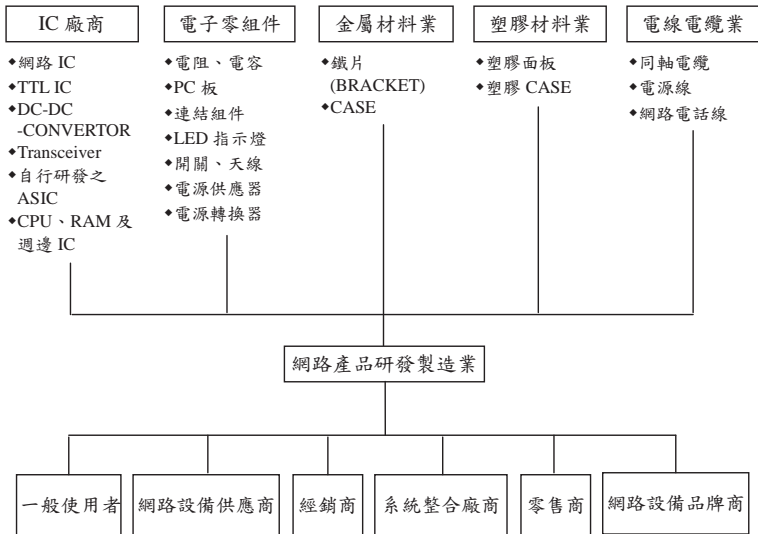 IC 廠商
◆網路 IC
◆TTL IC
◆DC-DC
-CONVERTOR
◆Transceiver
◆自行研發之
ASIC
◆CPU、RAM 及
週邊 IC
電子零組件
◆電阻、電容
◆PC 板
◆連結組件
◆LED 指示燈
◆開關、天線
◆電源供應器
◆電源轉換器
金屬材料業
◆鐵片
(BRACKET)
◆CASE
塑膠材料業
◆塑膠面板
◆塑膠 CASE
電線電纜業
◆同軸電纜
◆電源線
◆網路電話線
網路產品研發製造業
一般使用者
網路設備供應商
經銷商
系統整合廠商
零售商
網路設備品牌商